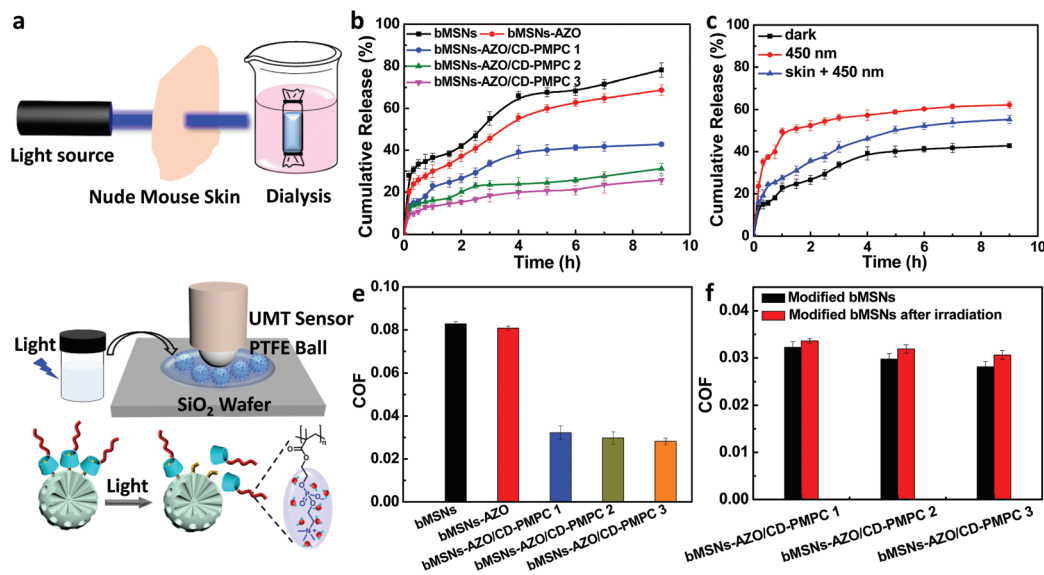 a
Light source
Nude Mouse Skin
Dialysis
Light
UMT Sensor
PTFE Ball
SiO₂ Wafer
Light
n
O
O
O
P
O
O
O⁻
N
+
b
bMSNs
bMSNs-AZO
bMSNs-AZO/CD-PMPC 1
bMSNs-AZO/CD-PMPC 2
bMSNs-AZO/CD-PMPC 3
Cumulative Release (%)
100
80
60
40
20
0
0
2
4
6
8
10
Time (h)
c
dark
450 nm
skin + 450 nm
Cumulative Release (%)
100
80
60
40
20
0
0
2
4
6
8
10
Time (h)
e
COF
0.08
0.06
0.04
0.02
0.00
bMSNs
bMSNs-AZO
bMSNs-AZO/CD-PMPC 1
bMSNs-AZO/CD-PMPC 2
bMSNs-AZO/CD-PMPC 3
f
Modified bMSNs
Modified bMSNs after irradiation
COF
0.04
0.03
0.02
0.01
0.00
bMSNs-AZO/CD-PMPC 1
bMSNs-AZO/CD-PMPC 2
bMSNs-AZO/CD-PMPC 3